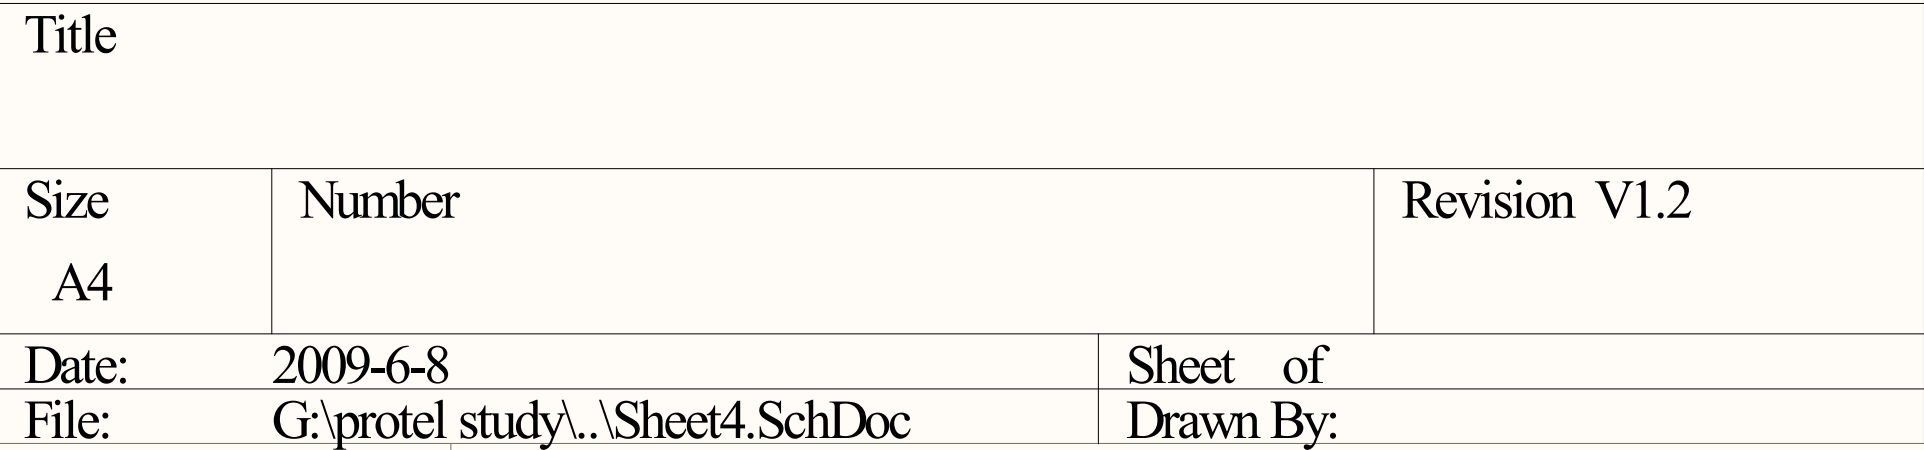 Title
Size Number Revision V1.2
A4
Date: 2009-6-8 Sheet of
File: G:\protel study\..\Sheet4.SchDoc Drawn By: